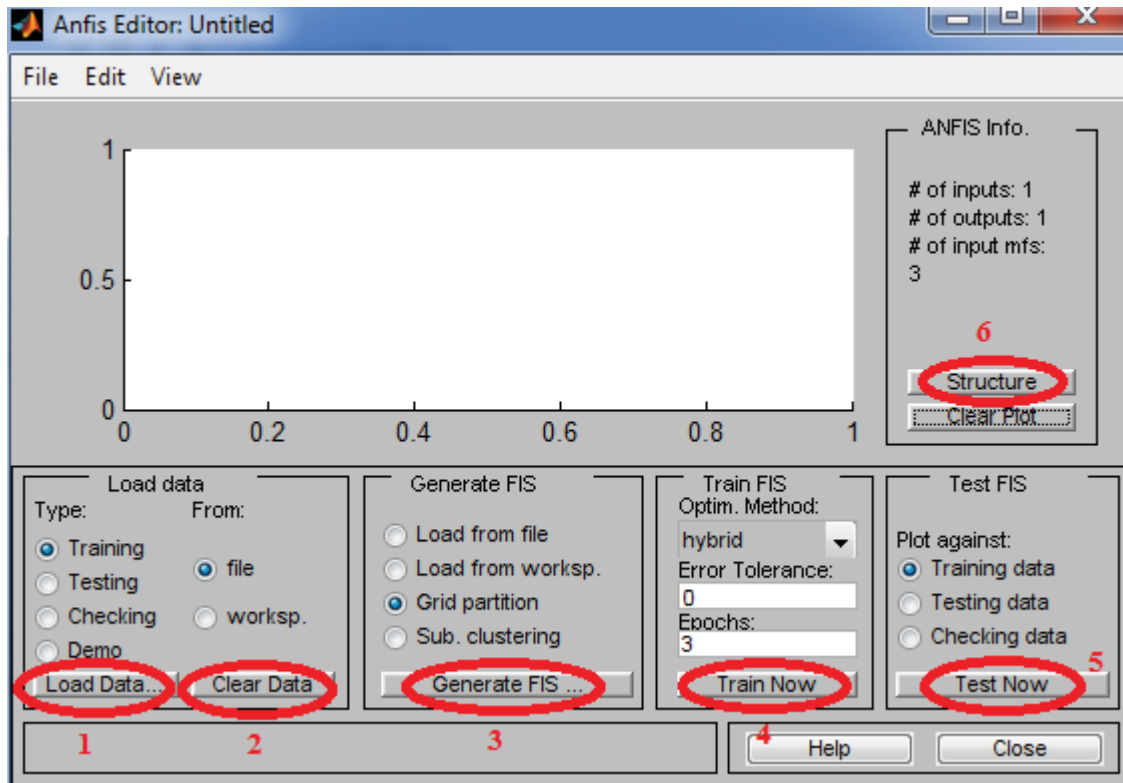 Anfis Editor: Untitled
File Edit View
1
0.5
0
0 0.2 0.4 0.6 0.8 1
ANFIS Info.
# of inputs: 1
# of outputs: 1
# of input mfs:
3
6
Structure
Clear Plot
Load data
Type: From:
Training
file
Testing
Checking
worksp.
Demo
Load Data... Clear Data
1 2
Generate FIS
Load from file
Load from worksp.
Grid partition
Sub. clustering
Generate FIS ...
3
Train FIS
Optim. Method:
hybrid
Error Tolerance:
0
Epochs:
3
Train Now
4
Test FIS
Plot against:
Training data
Testing data
Checking data
5
Test Now
Help Close